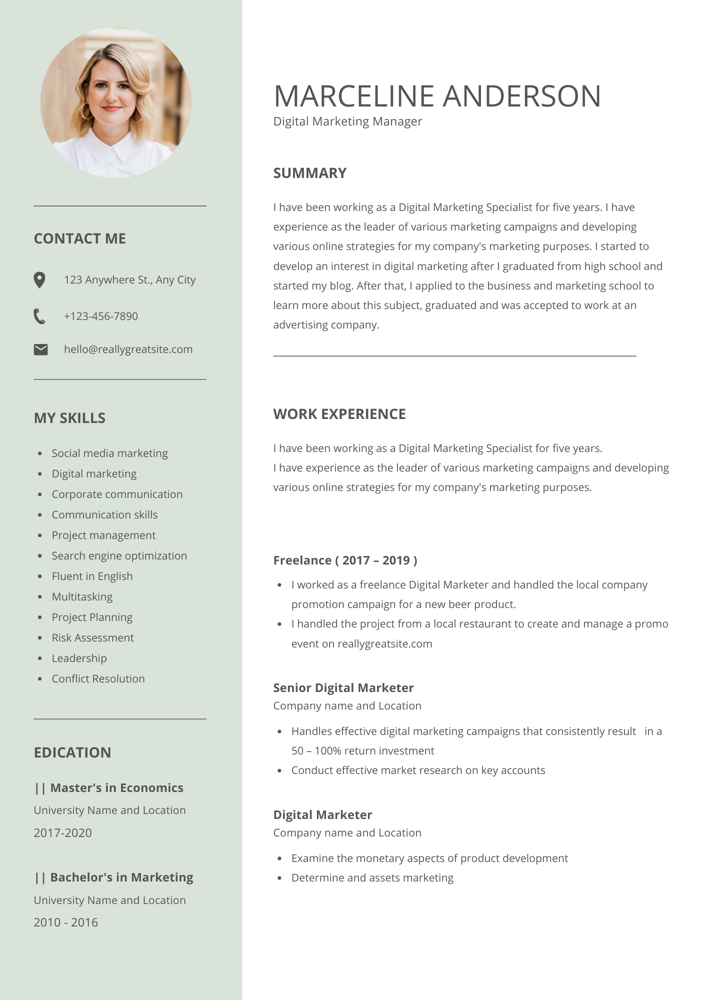 CONTACT ME
123 Anywhere St., Any City
+123-456-7890
hello@reallygreatsite.com
MY SKILLS
• Social media marketing
• Digital marketing
• Corporate communication
• Communication skills
• Project management
• Search engine optimization
• Fluent in English
• Multitasking
• Project Planning
• Risk Assessment
• Leadership
• Conflict Resolution
EDICATION
|| Master's in Economics
University Name and Location
2017-2020
|| Bachelor's in Marketing
University Name and Location
2010 - 2016
MARCELINE ANDERSON
Digital Marketing Manager
SUMMARY
I have been working as a Digital Marketing Specialist for five years. I have
experience as the leader of various marketing campaigns and developing
various online strategies for my company's marketing purposes. I started to
develop an interest in digital marketing after I graduated from high school and
started my blog. After that, I applied to the business and marketing school to
learn more about this subject, graduated and was accepted to work at an
advertising company.
WORK EXPERIENCE
I have been working as a Digital Marketing Specialist for five years.
I have experience as the leader of various marketing campaigns and developing
various online strategies for my company's marketing purposes.
Freelance ( 2017 – 2019 )
• I worked as a freelance Digital Marketer and handled the local company
promotion campaign for a new beer product.
• I handled the project from a local restaurant to create and manage a promo
event on reallygreatsite.com
Senior Digital Marketer
Company name and Location
• Handles effective digital marketing campaigns that consistently result in a
50 – 100% return investment
• Conduct effective market research on key accounts
Digital Marketer
Company name and Location
• Examine the monetary aspects of product development
• Determine and assets marketing